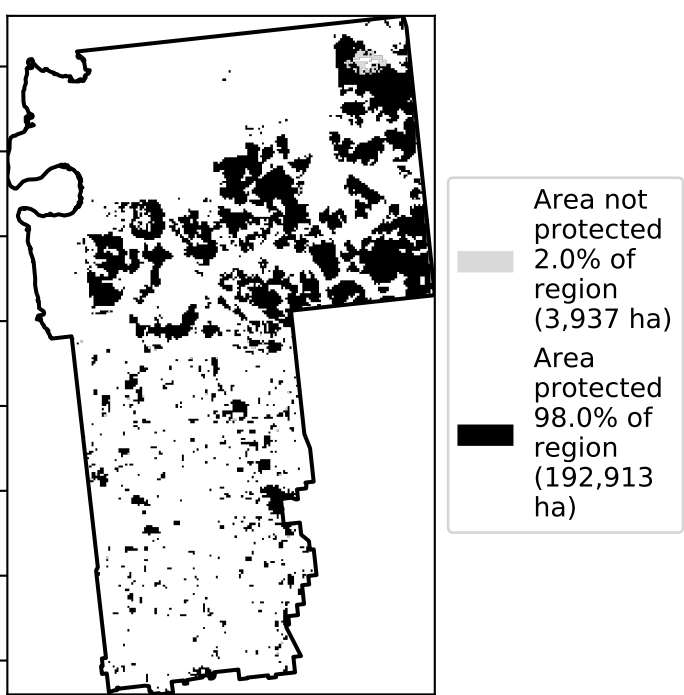 Area not
protected
2.0% of
region
(3,937 ha)
Area
protected
98.0% of
region
(192,913
ha)